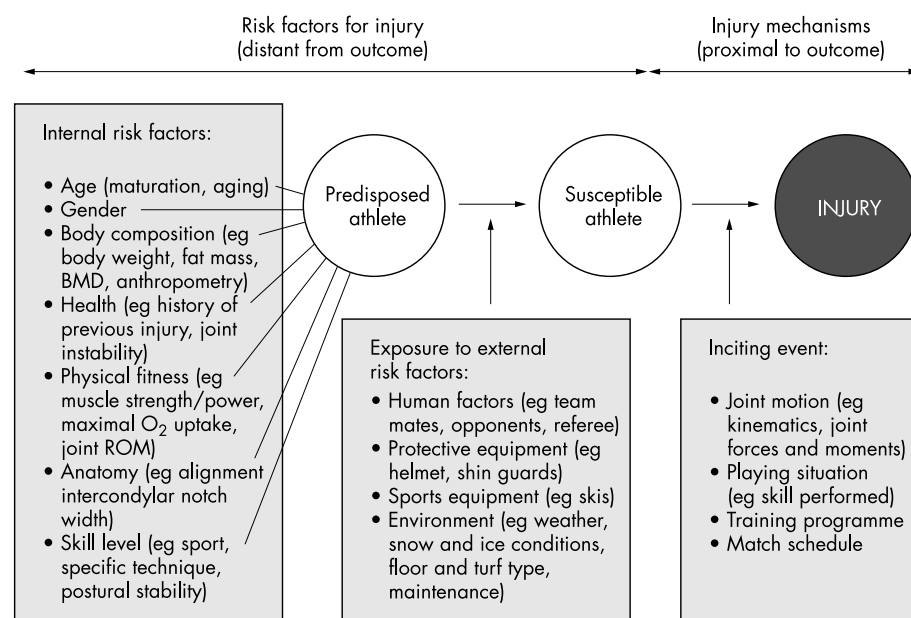 Risk factors for injury
(distant from outcome)
Injury mechanisms
(proximal to outcome)
Internal risk factors:
• Age (maturation, aging)
• Gender
• Body composition (eg
body weight, fat mass,
BMD, anthropometry)
• Health (eg history of
previous injury, joint
instability)
• Physical fitness (eg
muscle strength/power,
maximal O₂ uptake,
joint ROM)
• Anatomy (eg alignment
intercondylar notch
width)
• Skill level (eg sport,
specific technique,
postural stability)
Predisposed
athlete
Susceptible
athlete
INJURY
Exposure to external
risk factors:
• Human factors (eg team
mates, opponents, referee)
• Protective equipment (eg
helmet, shin guards)
• Sports equipment (eg skis)
• Environment (eg weather,
snow and ice conditions,
floor and turf type,
maintenance)
Inciting event:
• Joint motion (eg
kinematics, joint
forces and moments)
• Playing situation
(eg skill performed)
• Training programme
• Match schedule